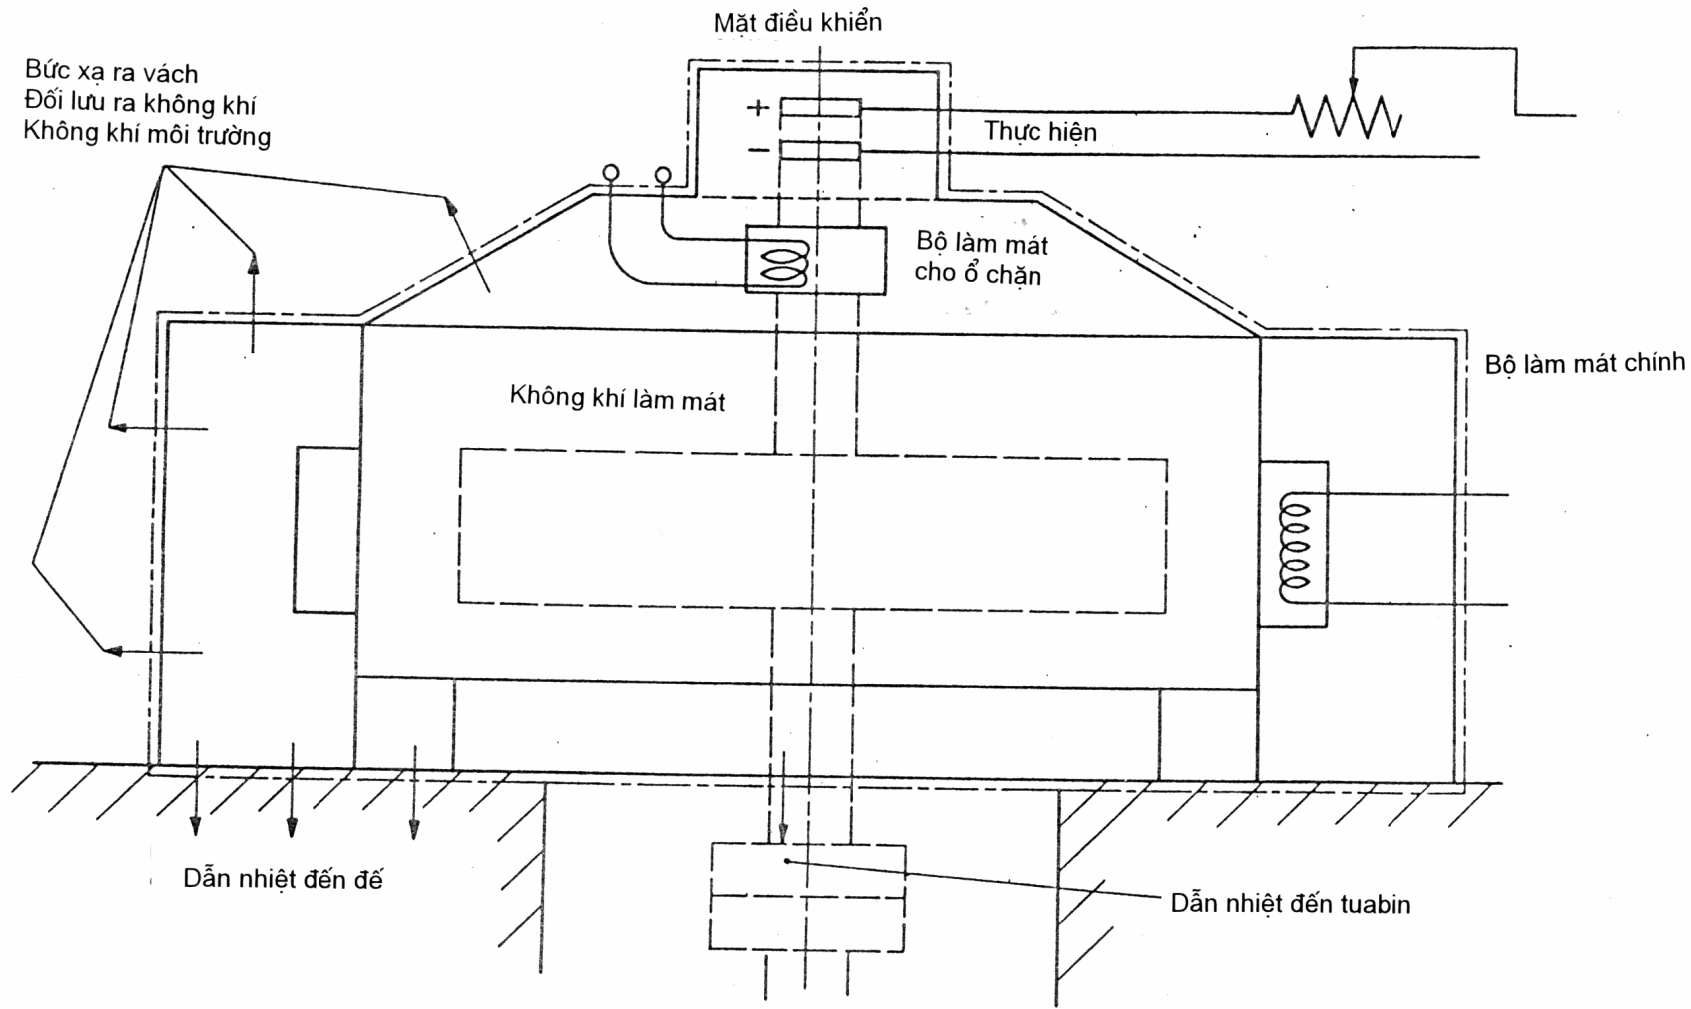 Mặt điều khiển
Bức xạ ra vách
Đối lưu ra không khí
Không khí môi trường
+
−
Thực hiện
Bộ làm mát
cho ổ chặn
Bộ làm mát chính
Không khí làm mát
Dẫn nhiệt đến đế
Dẫn nhiệt đến tuabin